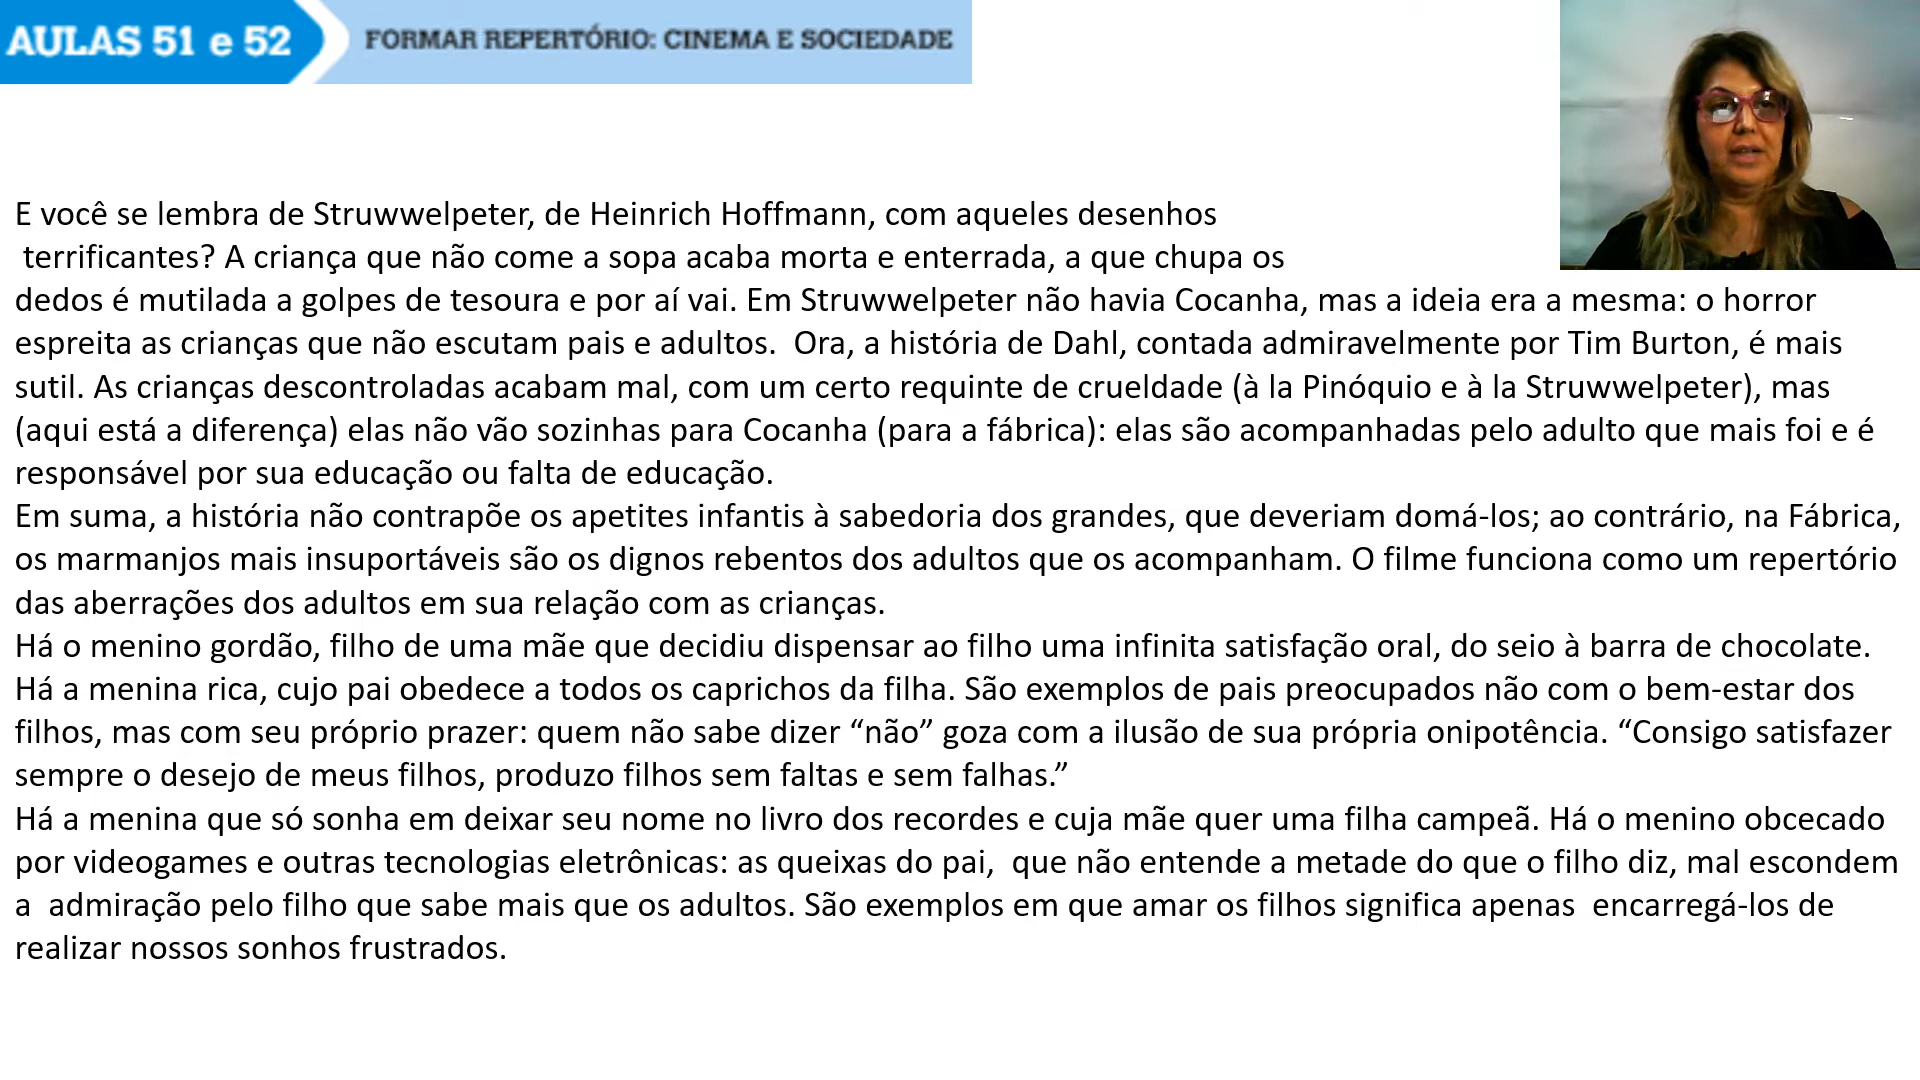 AULAS 51 e 52
FORMAR REPERTÓRIO: CINEMA E SOCIEDADE
E você se lembra de Struwwelpeter, de Heinrich Hoffmann, com aqueles desenhos
terrificantes? A criança que não come a sopa acaba morta e enterrada, a que chupa os
dedos é mutilada a golpes de tesoura e por aí vai. Em Struwwelpeter não havia Cocanha, mas a ideia era a mesma: o horror
espreita as crianças que não escutam pais e adultos.  Ora, a história de Dahl, contada admiravelmente por Tim Burton, é mais
sutil. As crianças descontroladas acabam mal, com um certo requinte de crueldade (à la Pinóquio e à la Struwwelpeter), mas
(aqui está a diferença) elas não vão sozinhas para Cocanha (para a fábrica): elas são acompanhadas pelo adulto que mais foi e é
responsável por sua educação ou falta de educação.
Em suma, a história não contrapõe os apetites infantis à sabedoria dos grandes, que deveriam domá-los; ao contrário, na Fábrica,
os marmanjos mais insuportáveis são os dignos rebentos dos adultos que os acompanham. O filme funciona como um repertório
das aberrações dos adultos em sua relação com as crianças.
Há o menino gordão, filho de uma mãe que decidiu dispensar ao filho uma infinita satisfação oral, do seio à barra de chocolate.
Há a menina rica, cujo pai obedece a todos os caprichos da filha. São exemplos de pais preocupados não com o bem-estar dos
filhos, mas com seu próprio prazer: quem não sabe dizer “não” goza com a ilusão de sua própria onipotência. “Consigo satisfazer
sempre o desejo de meus filhos, produzo filhos sem faltas e sem falhas.”
Há a menina que só sonha em deixar seu nome no livro dos recordes e cuja mãe quer uma filha campeã. Há o menino obcecado
por videogames e outras tecnologias eletrônicas: as queixas do pai,  que não entende a metade do que o filho diz, mal escondem
a  admiração pelo filho que sabe mais que os adultos. São exemplos em que amar os filhos significa apenas  encarregá-los de
realizar nossos sonhos frustrados.